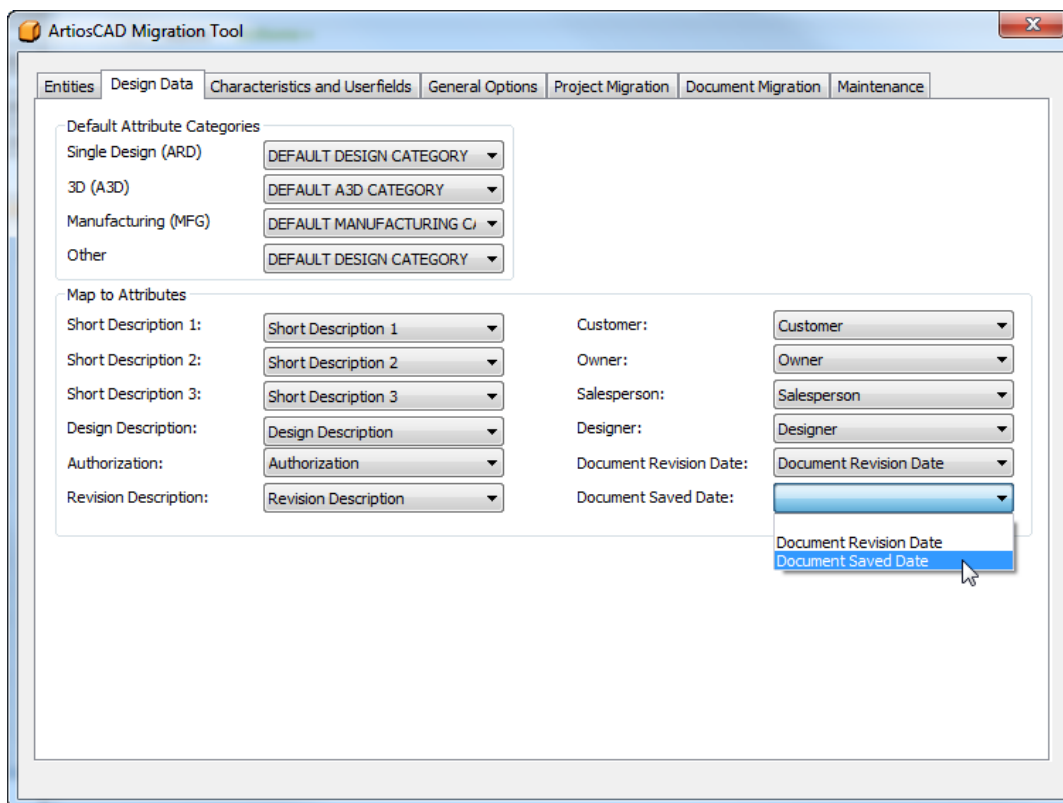 ArtiosCAD Migration Tool
Entities Design Data Characteristics and Userfields General Options Project Migration Document Migration Maintenance
Default Attribute Categories
Single Design (ARD) DEFAULT DESIGN CATEGORY
3D (A3D) DEFAULT A3D CATEGORY
Manufacturing (MFG) DEFAULT MANUFACTURING CA
Other DEFAULT DESIGN CATEGORY
Map to Attributes
Short Description 1: Short Description 1 Customer: Customer
Short Description 2: Short Description 2 Owner: Owner
Short Description 3: Short Description 3 Salesperson: Salesperson
Design Description: Design Description Designer: Designer
Authorization: Authorization Document Revision Date: Document Revision Date
Revision Description: Revision Description Document Saved Date:
Document Revision Date
Document Saved Date